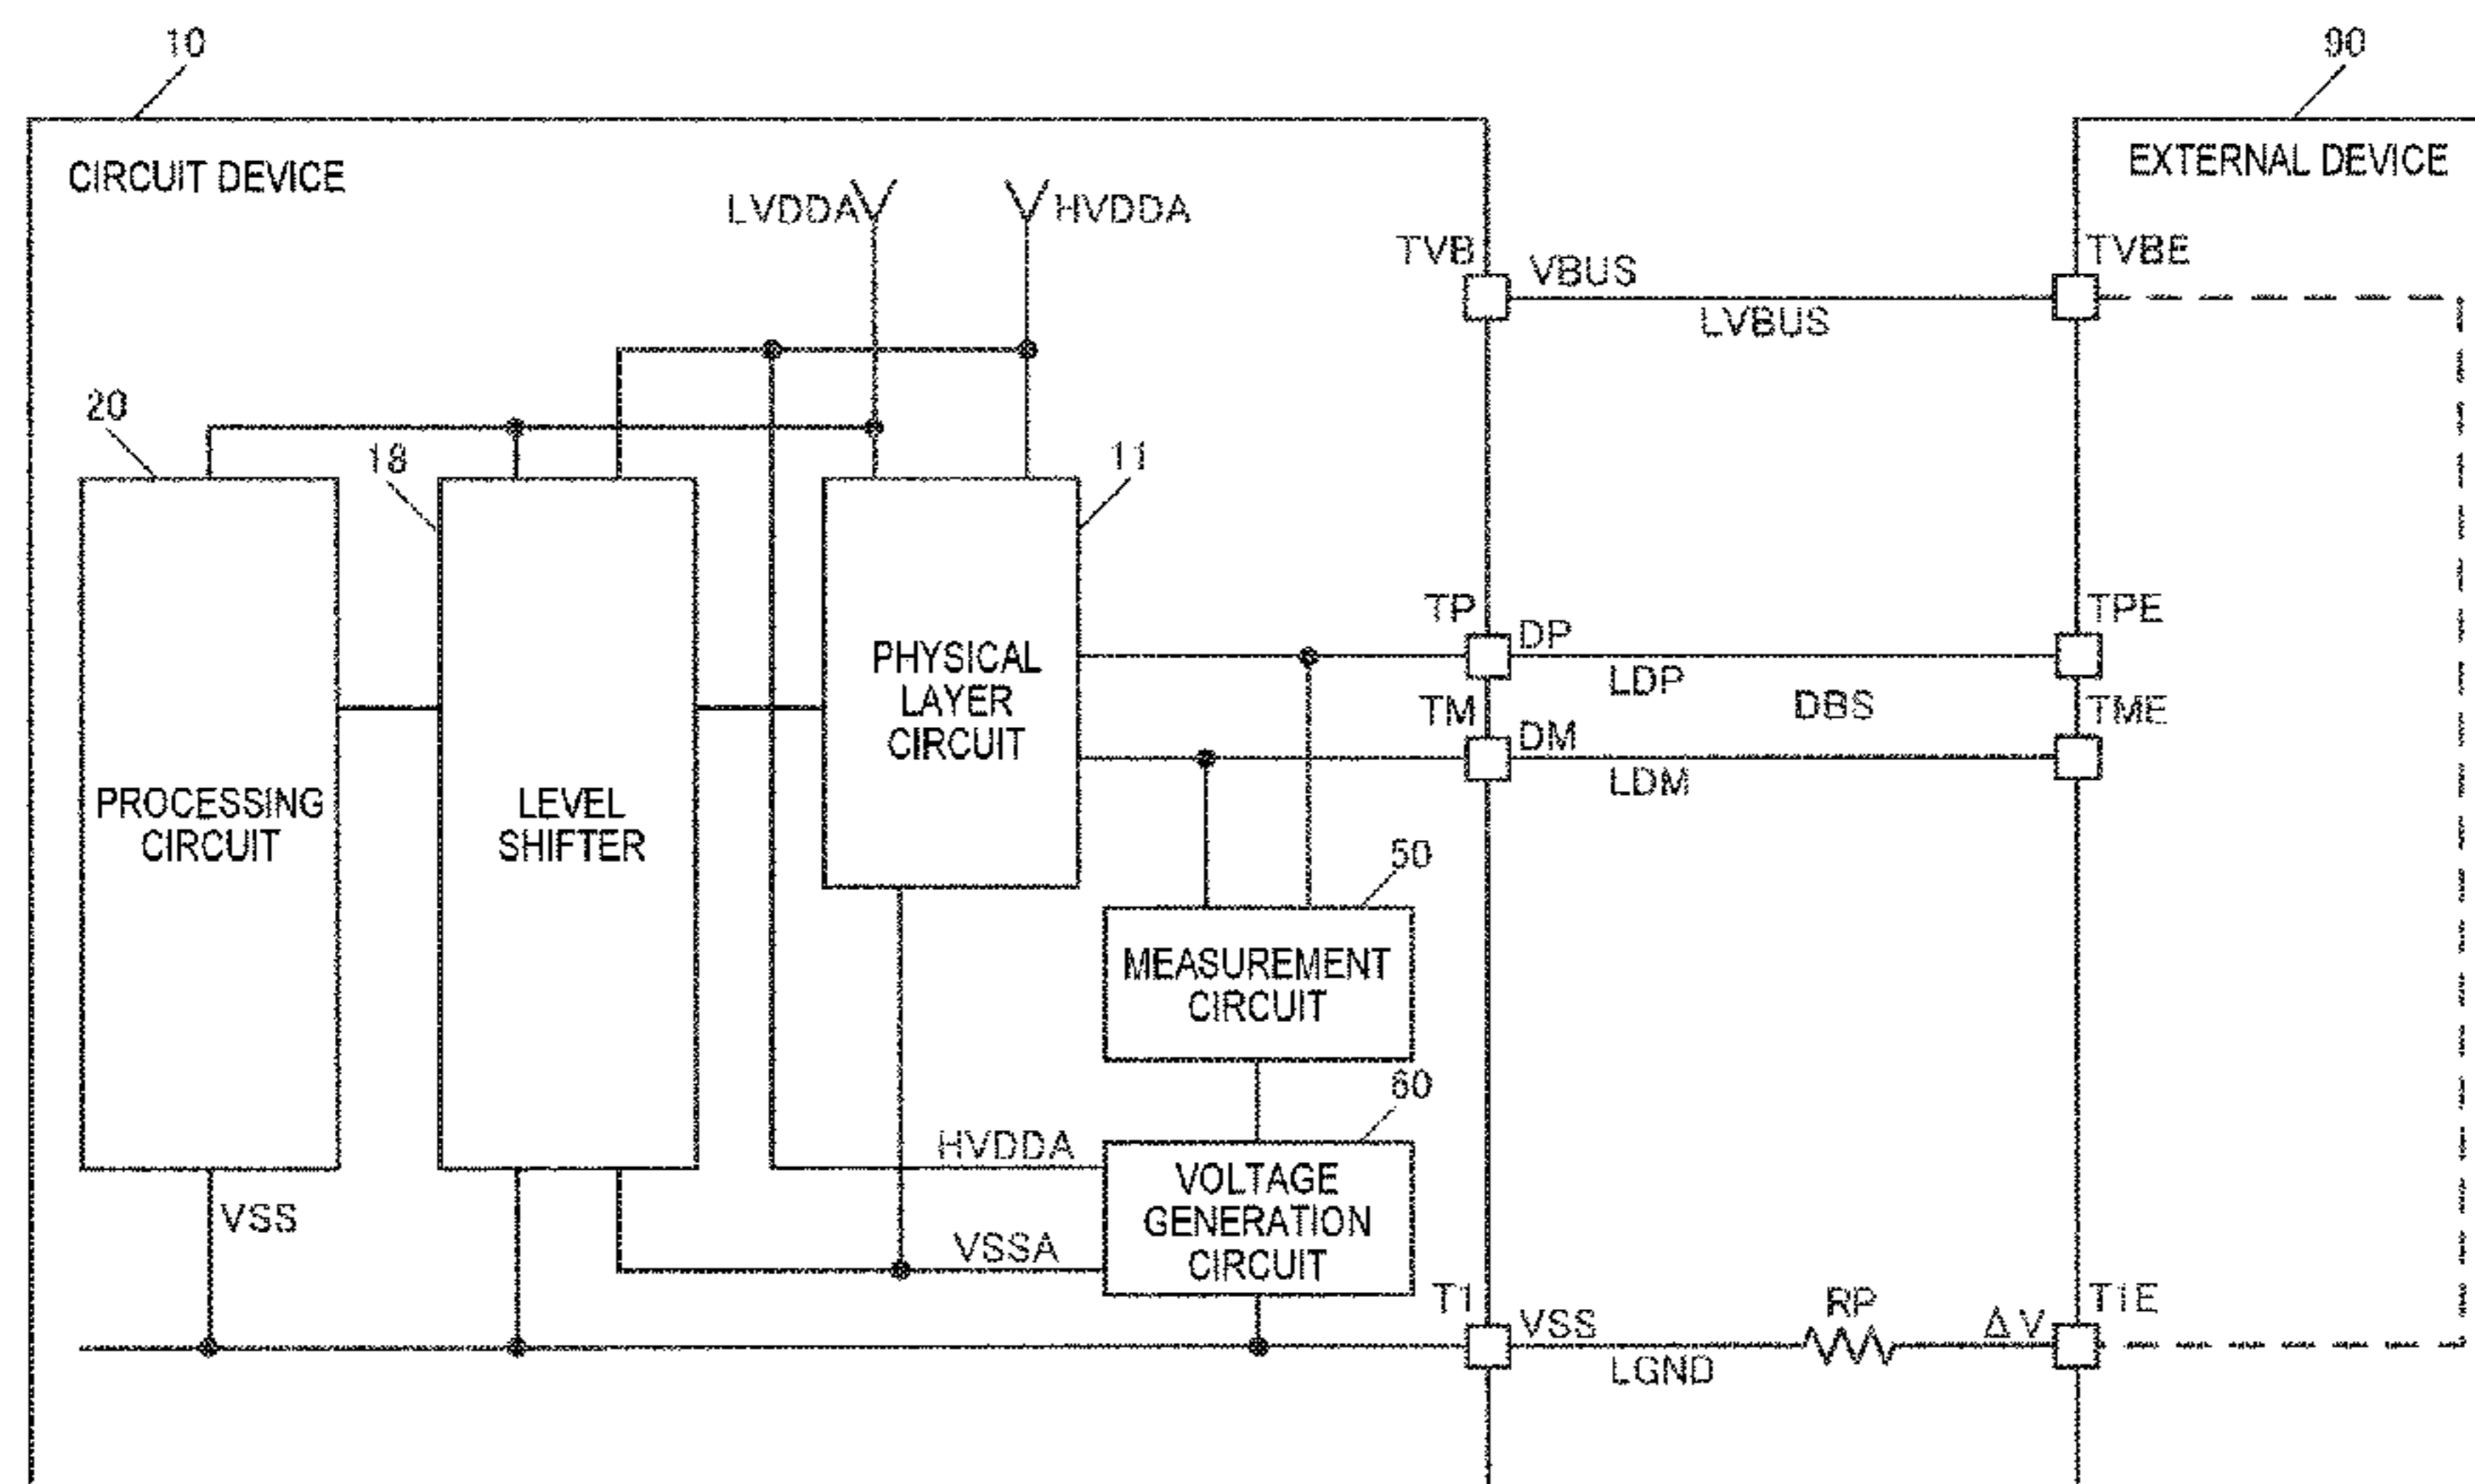 10
90
CIRCUIT DEVICE
EXTERNAL DEVICE
LVDDA
HVDDA
TVB
VBUS
LVBUS
TVBE
20
18
11
TP
DP
LDP
TPE
PHYSICAL
LAYER
CIRCUIT
TM
DM
LDM
DBS
TME
PROCESSING
CIRCUIT
LEVEL
SHIFTER
50
MEASUREMENT
CIRCUIT
60
HVDDA
VOLTAGE
GENERATION
CIRCUIT
VSS
VSSA
T1
VSS
LGND
RP
ΔV
T1E